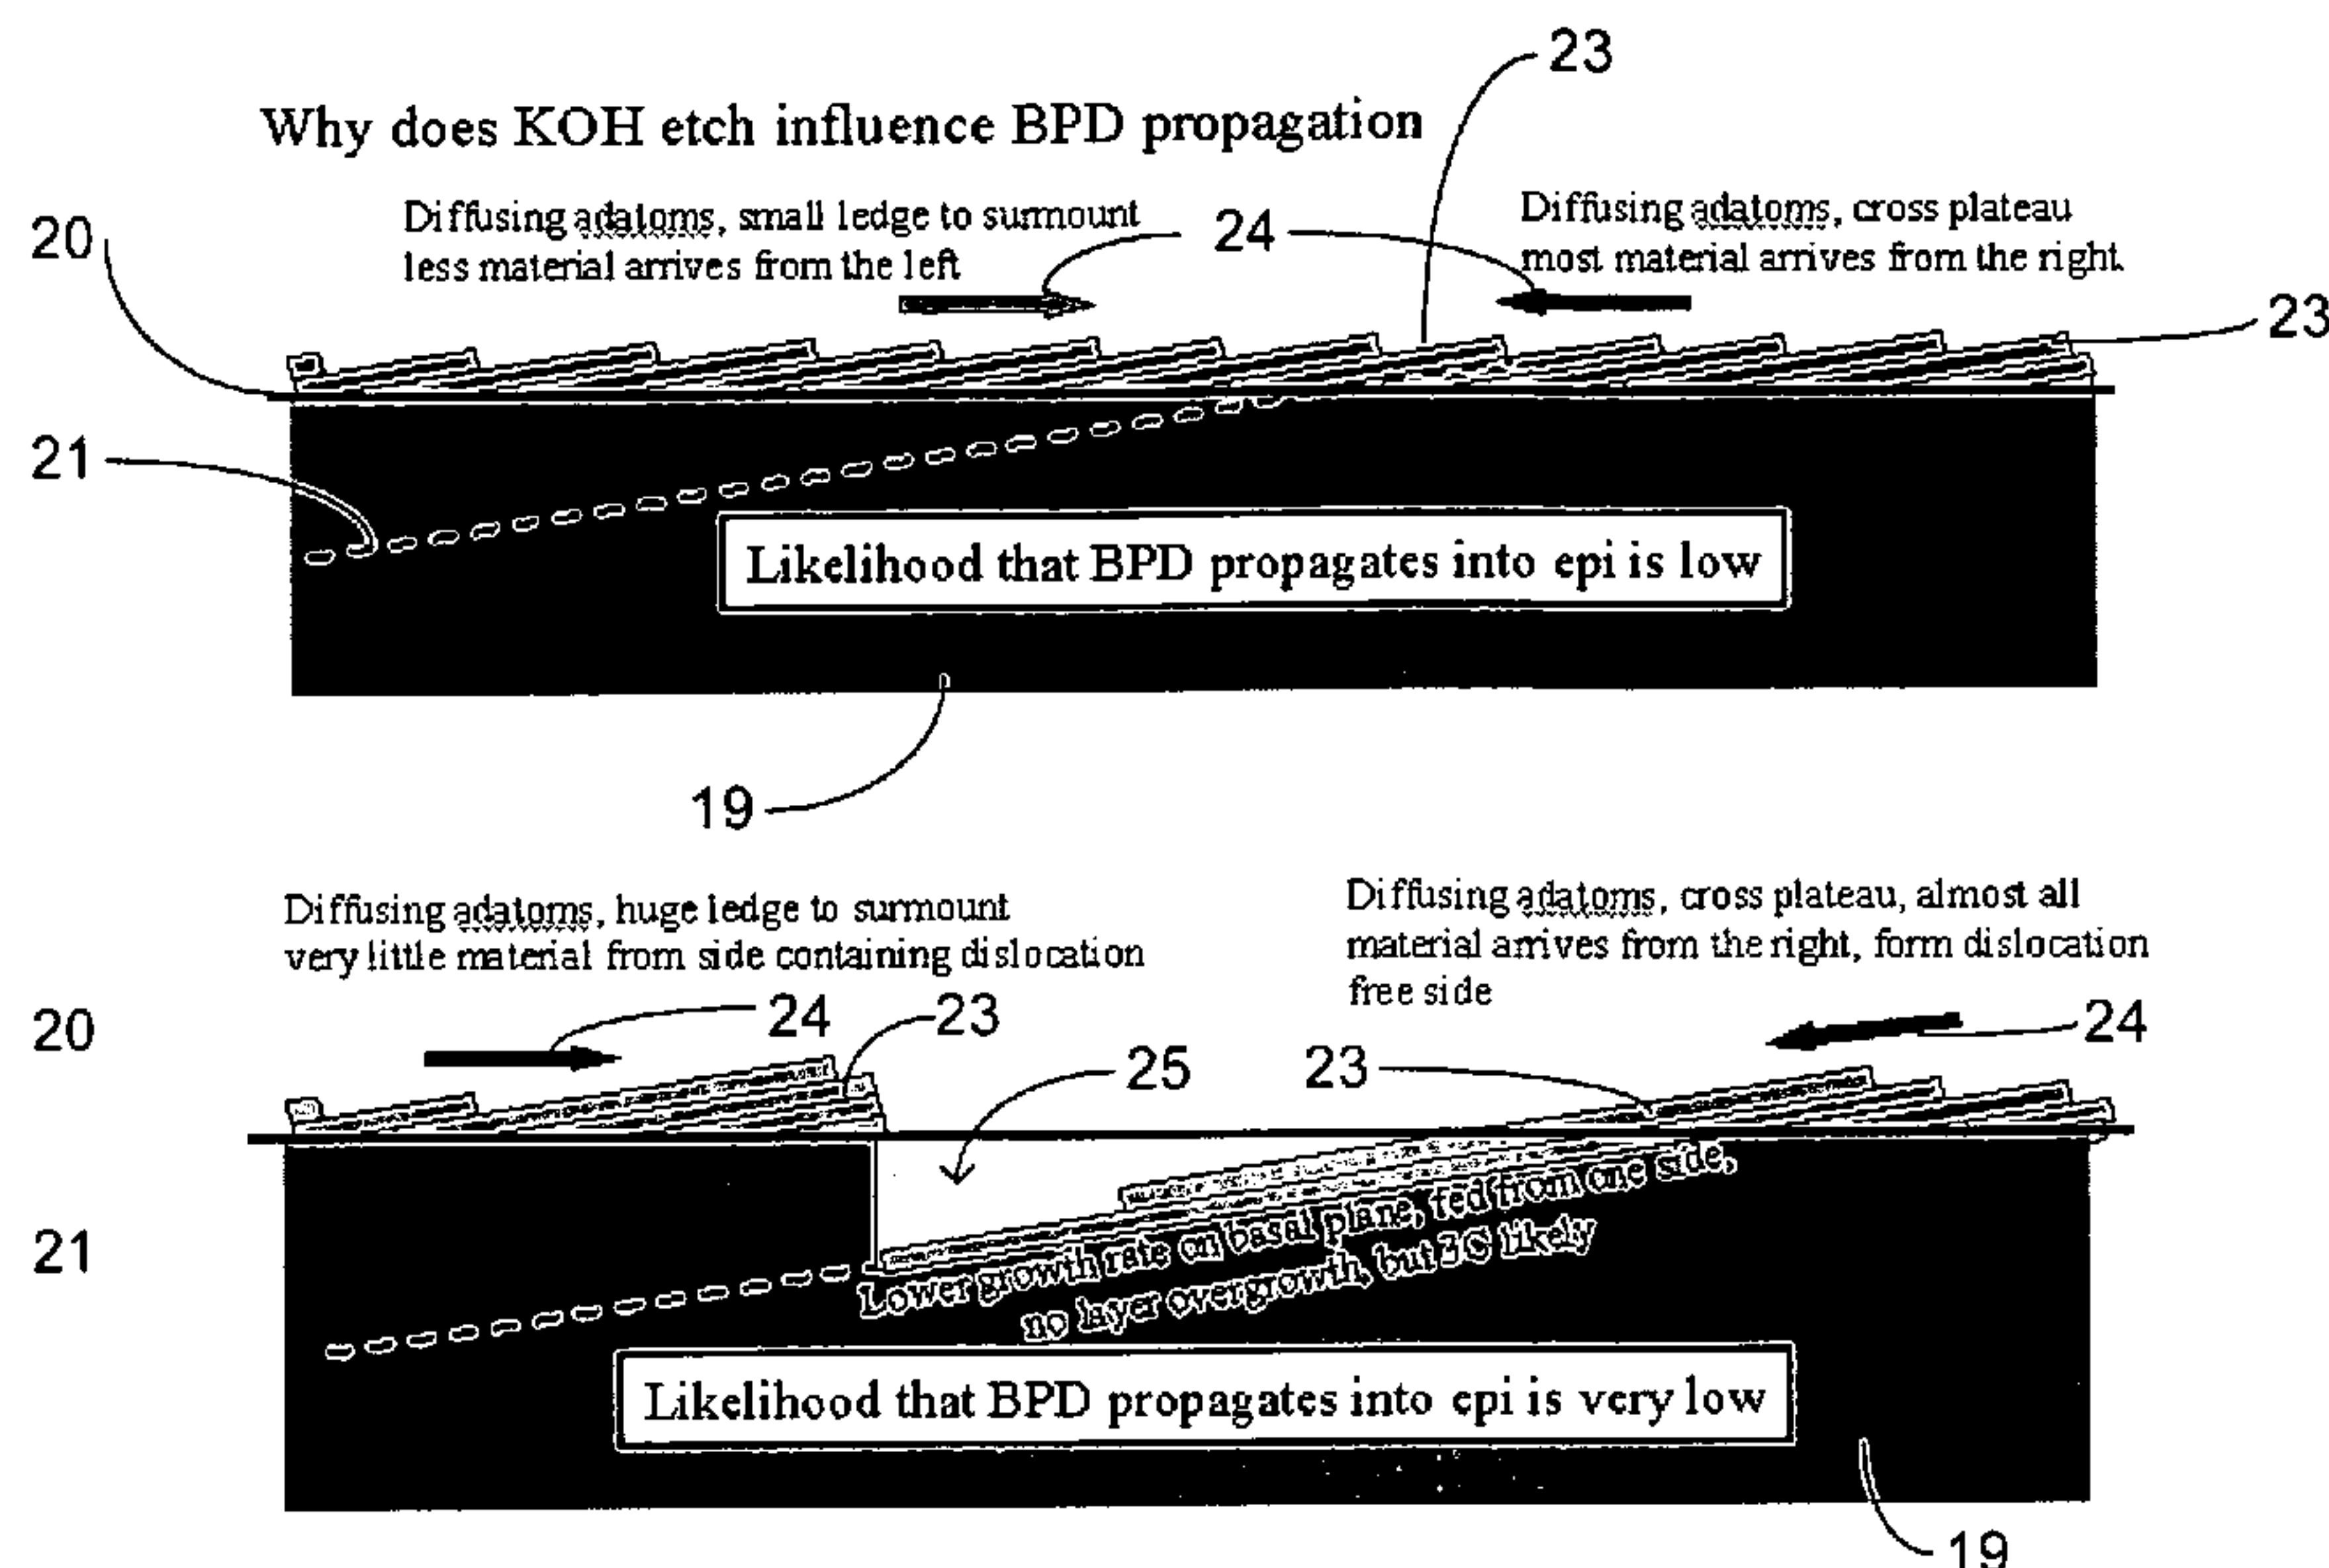 23
Why does KOH etch influence BPD propagation
20
Diffusing adatoms, small ledge to surmount
less material arrives from the left
24
Diffusing adatoms, cross plateau
most material arrives from the right
23
21
Likelihood that BPD propagates into epi is low
19
Diffusing adatoms, huge ledge to surmount
very little material from side containing dislocation
Diffusing adatoms, cross plateau, almost all
material arrives from the right, form dislocation
free side
20
24
23
25
23
24
21
Lower growth rate on basal plane, fed from one side,
no layer overgrowth, but 3C likely
Likelihood that BPD propagates into epi is very low
19